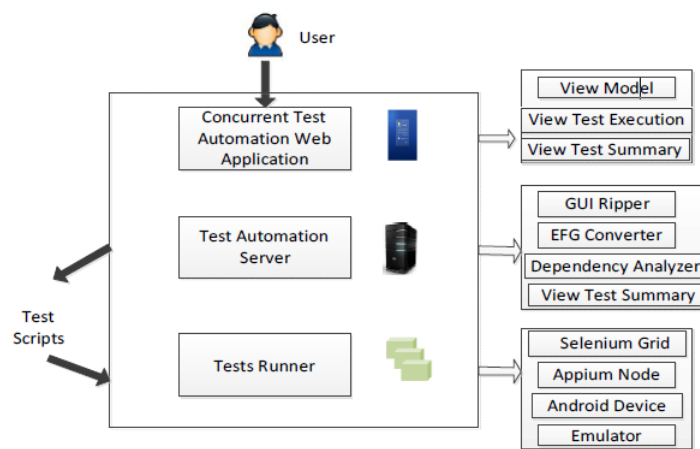 User
Concurrent Test
Automation Web
Application
View Model
View Test Execution
View Test Summary
Test Automation
Server
GUI Ripper
EFG Converter
Dependency Analyzer
View Test Summary
Test
Scripts
Tests Runner
Selenium Grid
Appium Node
Android Device
Emulator